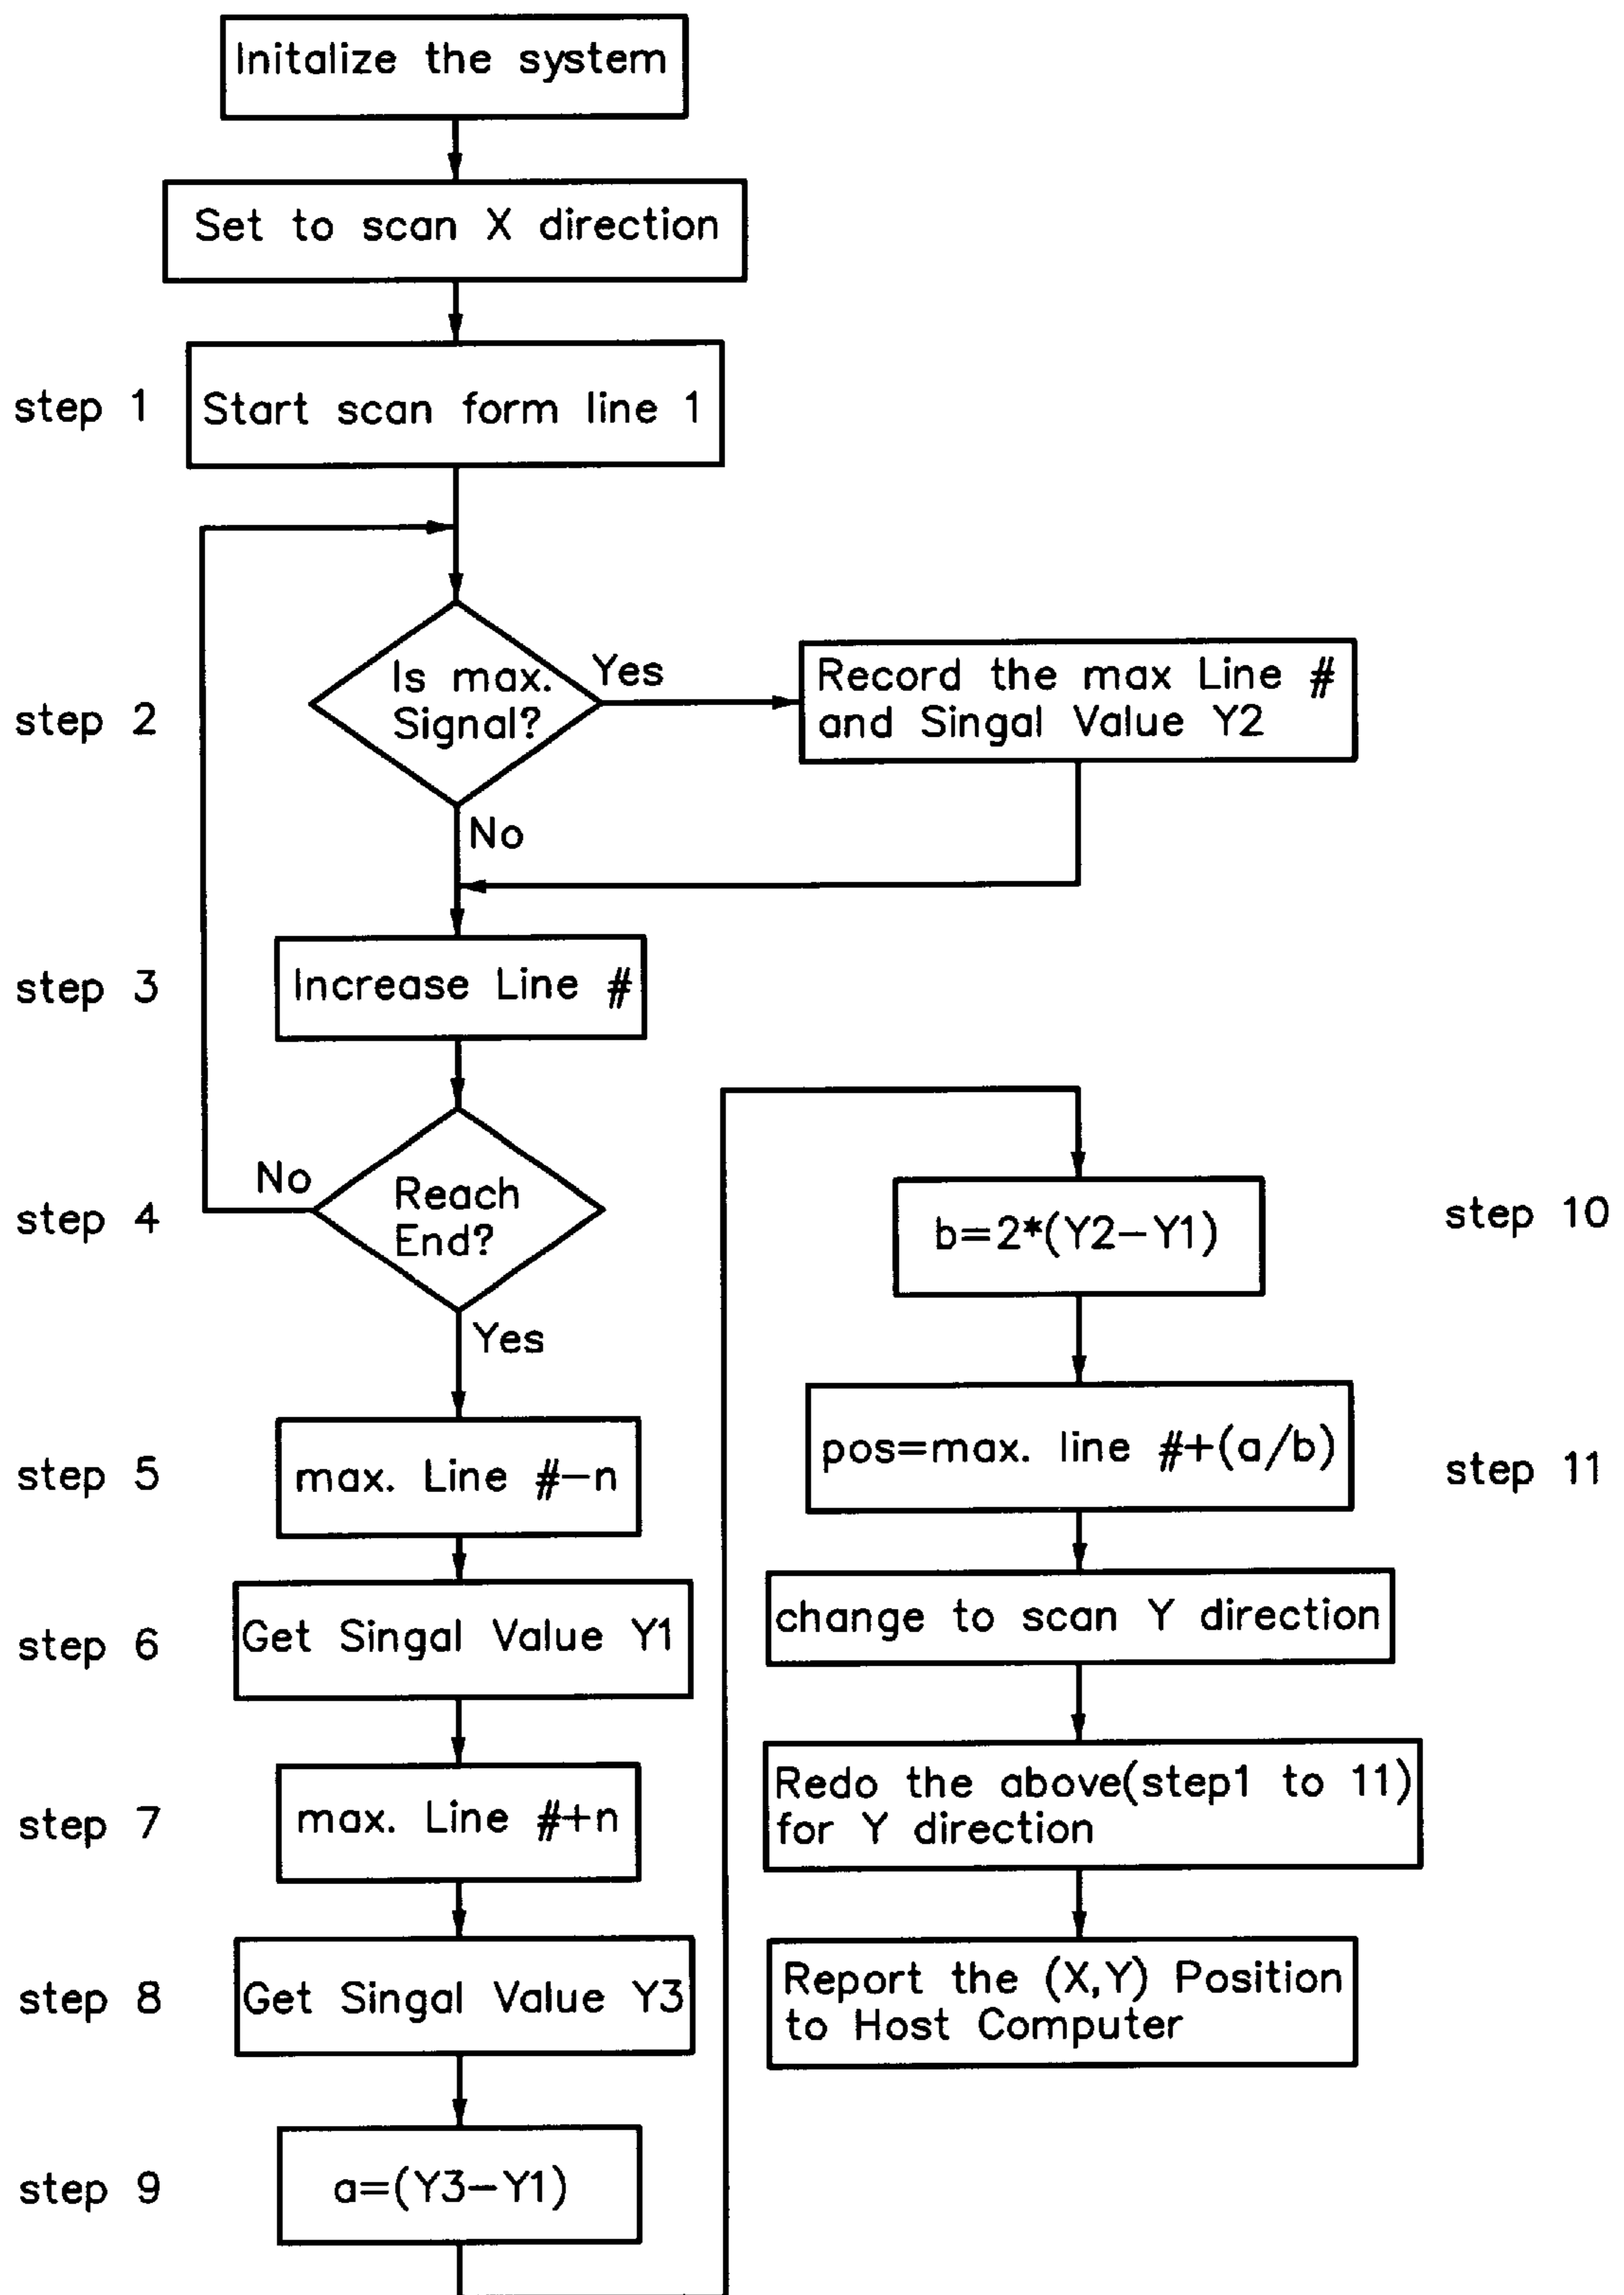 Initalize the system
Set to scan X direction
step 1
Start scan form line 1
step 2
Is max.
Signal?
Yes
Record the max Line #
and Singal Value Y2
No
step 3
Increase Line #
step 4
No
Reach
End?
Yes
step 5
max. Line #−n
step 6
Get Singal Value Y1
step 7
max. Line #+n
step 8
Get Singal Value Y3
step 9
a=(Y3−Y1)
b=2*(Y2−Y1)
step 10
pos=max. line #+(a/b)
step 11
change to scan Y direction
Redo the above(step1 to 11)
for Y direction
Report the (X,Y) Position
to Host Computer